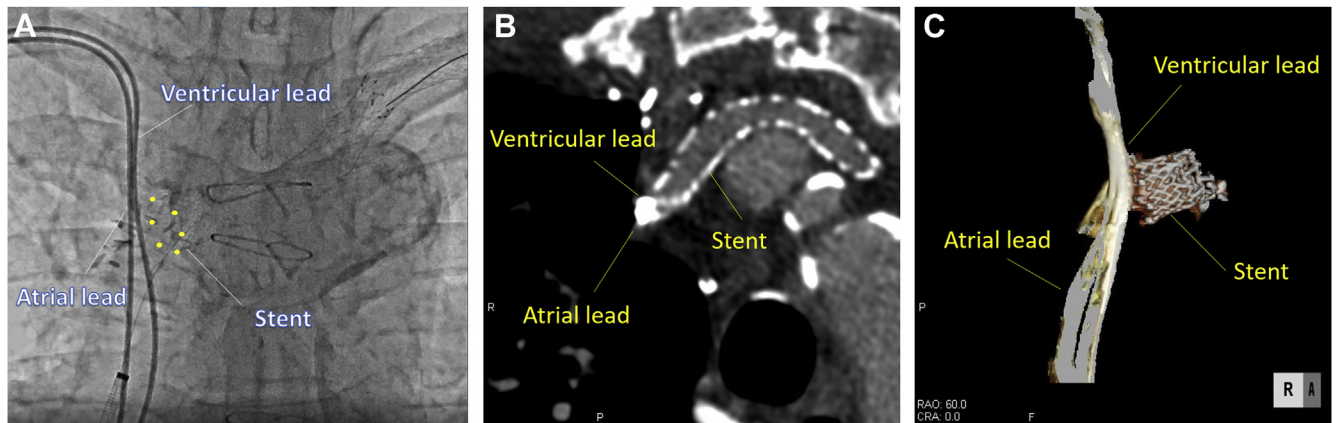 A
Ventricular lead
Atrial lead
Stent
B
Ventricular lead
Stent
Atrial lead
R
P
C
Ventricular lead
Atrial lead
Stent
P
RAO: 60.0
CRA: 0.0
F
R
A